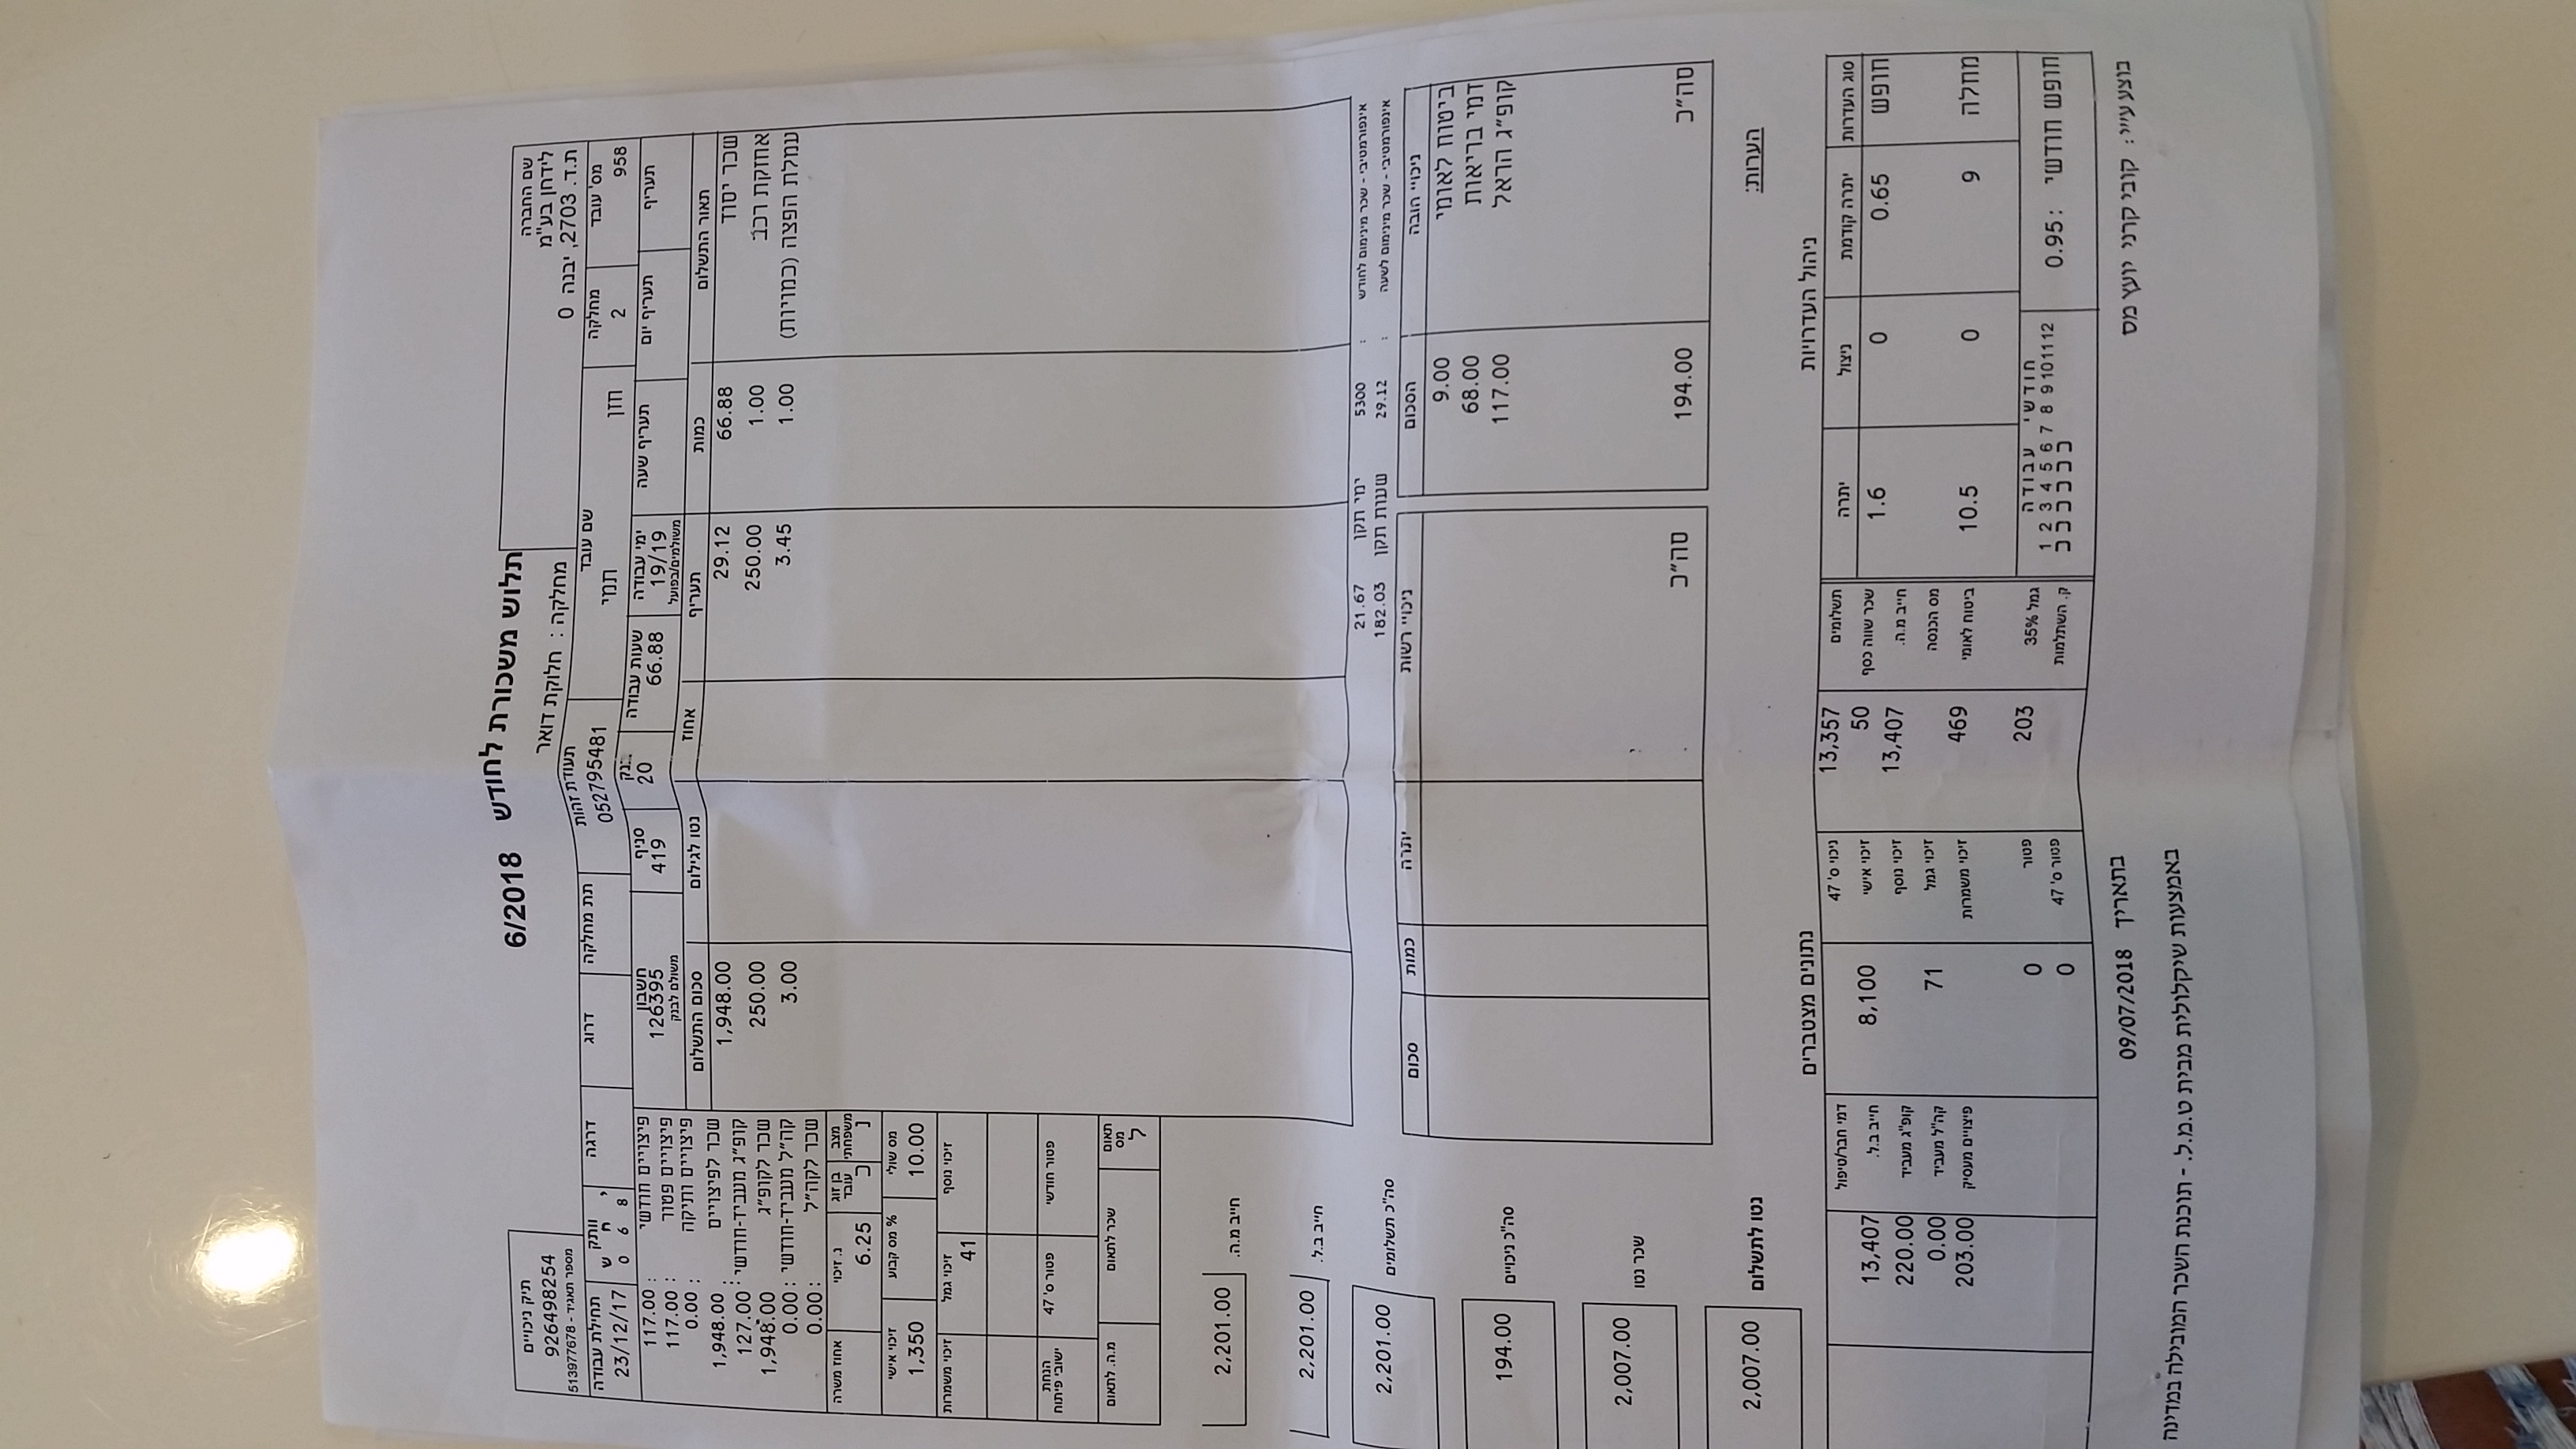 תלוש משכורת לחודש 6/2018
מחלקה : חלוקת דואר
שם החברה
לידחן בע"מ
ת.ד. 2703, יבנה 0
תיק ניכויים
926498254
מספר תאגיד - 513977678
מס' עובד מחלקה שם עובד תעודת זהות תת מחלקה דרוג דרגה וותק תחילת עבודה
י ח ש
958 2 חזן תמי 052795481 8 6 0 23/12/17
תעריף תעריף יום תעריף שעה ימי עבודה שעות עבודה בנק סניף חשבון
19/19 66.88 20 419 126395
משולמים/בפועל משולם לבנק
תאור התשלום כמות תעריף אחוז נטו לגילום סכום התשלום
שכר יסוד 66.88 29.12 1,948.00
אחזקת רכב 1.00 250.00 250.00
עמלת הפצה (כמויות) 1.00 3.45 3.00
פיצויים חודשי : 117.00
פיצויים פטור : 117.00
פיצויים ותיקה : 0.00
שכר לפיצויים : 1,948.00
קופ"ג מעביד-חודשי : 127.00
שכר לקופ"ג 1,948.00
קה"ל מעביד-חודשי : 0.00
שכר לקה"ל : 0.00
מצב משפחתי בן זוג עובד נ. זיכוי אחוז משרה
נ כ 6.25
מס שולי % מס קבוע זיכוי אישי
10.00 1,350
זיכוי נוסף זיכוי גמל זיכוי משמרות
41
פטור חודשי פטור ס' 47 הנחת ישובי פיתוח
תאום מס שכר לתאום מ.ה. לתאום
ל
חייב מ.ה. 2,201.00
חייב ב.ל. 2,201.00
סה"כ תשלומים 2,201.00
סה"כ ניכויים 194.00
שכר נטו 2,007.00
נטו לתשלום 2,007.00
אינפורמטיבי - שכר מינימום לחודש : 5300 ימי תקן 21.67
אינפורמטיבי - שכר מינימום לשעה : 29.12 שעות תקן 182.03
ניכויי חובה הסכום ניכויי רשות יתרה כמות סכום
ביטוח לאומי 9.00
דמי בריאות 68.00
קופ"ג הראל 117.00
סה"כ 194.00 סה"כ
הערות:
ניהול העדרויות
סוג העדרות יתרה קודמת ניצול יתרה
חופש 0.65 0 1.6
מחלה 9 0 10.5
חופש חודשי : 0.95
חודשי עבודה
1 2 3 4 5 6 7 8 9 10 11 12
כ כ כ כ כ כ
נתונים מצטברים
תשלומים 13,357 ניכוי ס' 47 דמי חבר/טיפול
שכר שווה כסף 50 זיכוי אישי 8,100 חייב ב.ל. 13,407
חייב מ.ה. 13,407 זיכוי נוסף קופ"ג מעביד 220.00
מס הכנסה זיכוי גמל 71 קה"ל מעביד 0.00
ביטוח לאומי 469 זיכוי משמרות פיצויים מעסיק 203.00
גמל 35% 203 פטור 0
ק. השתלמות פטור ס' 47 0
בוצע ע"י : קובי קרני יועץ מס
בתאריך 09/07/2018
באמצעות שיקלולית מבית ט.מ.ל. - תוכנת השכר המובילה במדינה